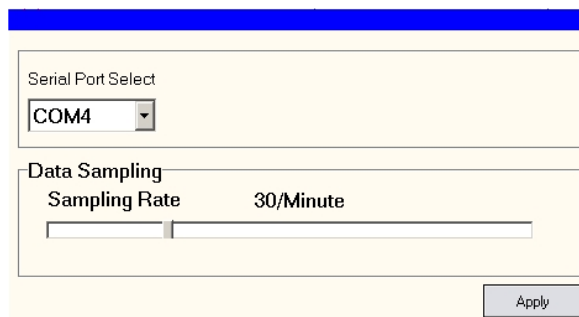 Serial Port Select
COM4
Data Sampling
Sampling Rate 30/Minute
Apply